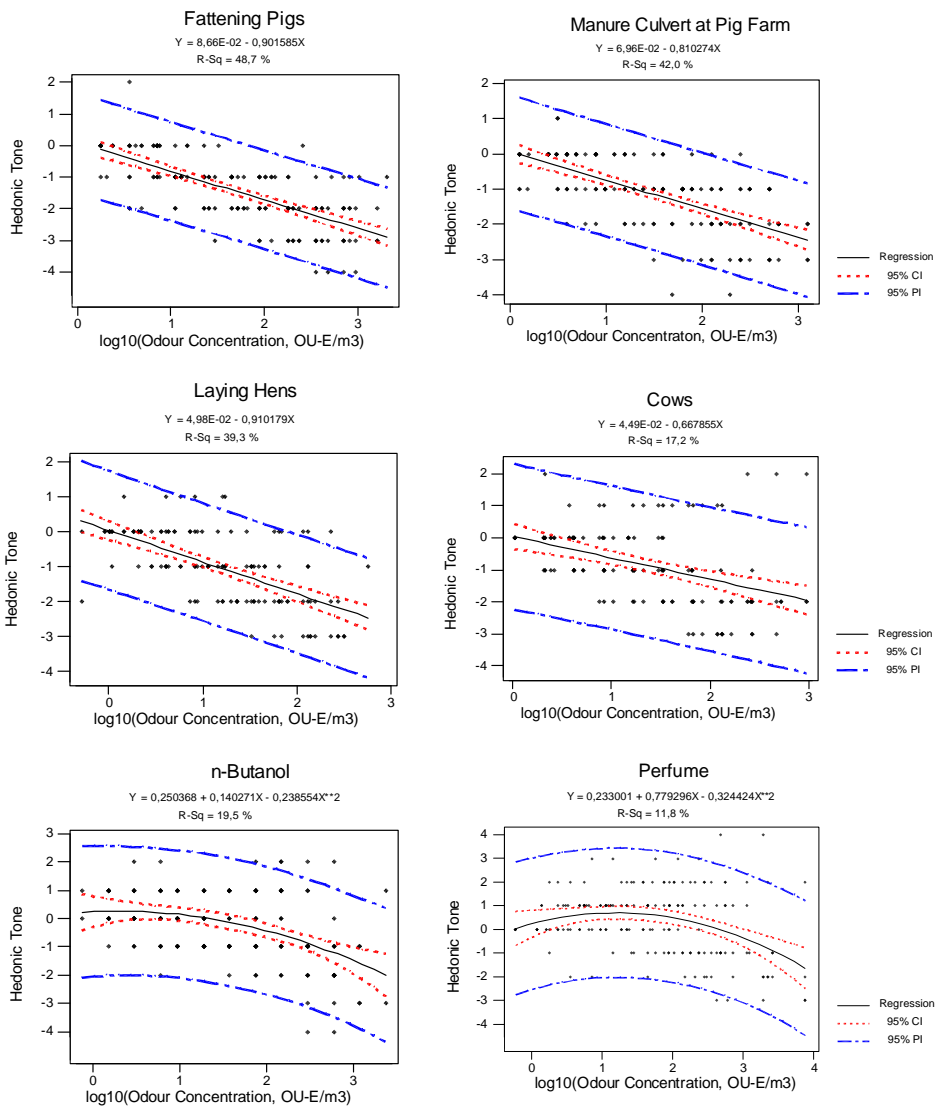 Fattening Pigs
Y = 8,66E-02 - 0,901585X
R-Sq = 48,7 %
2
1
0
-1
-2
-3
-4
Hedonic Tone
0
1
2
3
log10(Odour Concentration, OU-E/m3)
Manure Culvert at Pig Farm
Y = 6,96E-02 - 0,810274X
R-Sq = 42,0 %
2
1
0
-1
-2
-3
-4
Hedonic Tone
0
1
2
3
log10(Odour Concentration, OU-E/m3)
Regression
95% CI
95% PI
Laying Hens
Y = 4,98E-02 - 0,910179X
R-Sq = 39,3 %
2
1
0
-1
-2
-3
-4
Hedonic Tone
0
1
2
3
log10(Odour Concentration, OU-E/m3)
Cows
Y = 4,49E-02 - 0,667855X
R-Sq = 17,2 %
2
1
0
-1
-2
-3
-4
Hedonic Tone
0
1
2
3
log10(Odour Concentration, OU-E/m3)
Regression
95% CI
95% PI
n-Butanol
Y = 0,250368 + 0,140271X - 0,238554X**2
R-Sq = 19,5 %
3
2
1
0
-1
-2
-3
-4
Hedonic Tone
0
1
2
3
log10(Odour Concentration, OU-E/m3)
Perfume
Y = 0,233001 + 0,779296X - 0,324424X**2
R-Sq = 11,8 %
4
3
2
1
0
-1
-2
-3
-4
Hedonic Tone
0
1
2
3
4
log10(Odour Concentration, OU-E/m3)
Regression
95% CI
95% PI